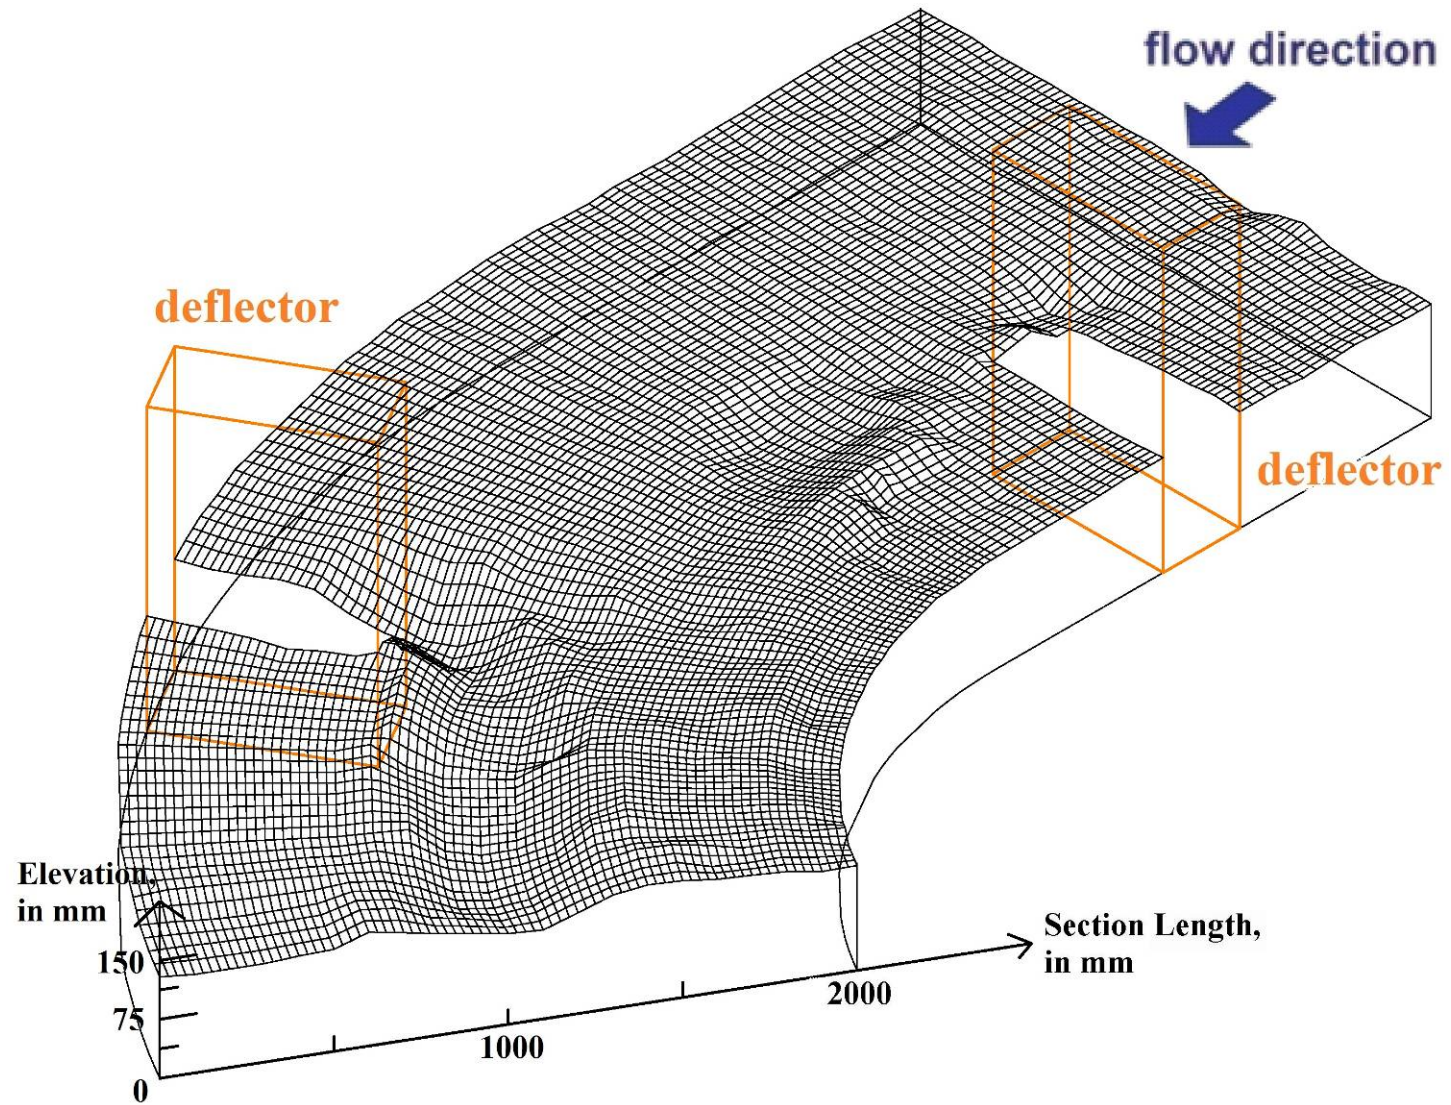 flow direction
deflector
deflector
Elevation,
in mm
150
75
0
1000
2000
Section Length,
in mm